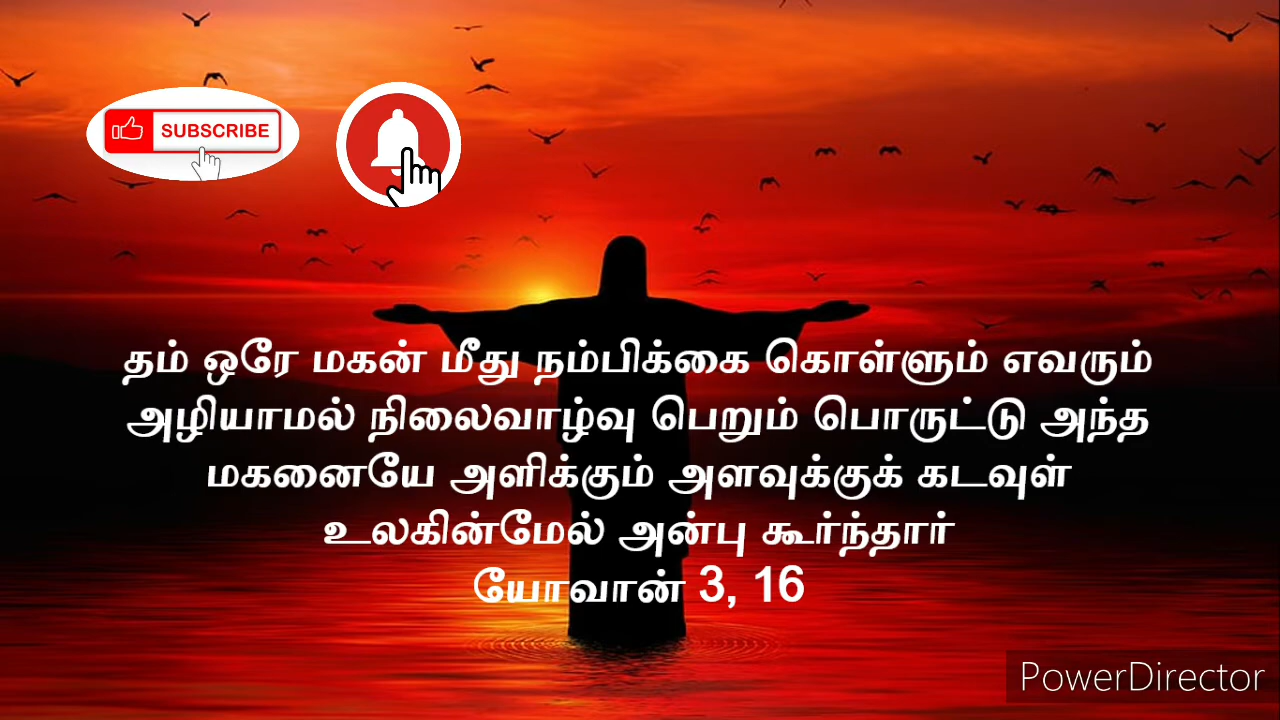 SUBSCRIBE
தம் ஒரே மகன் மீது நம்பிக்கை கொள்ளும் எவரும்
அழியாமல் நிலைவாழ்வு பெறும் பொருட்டு அந்த
மகனையே அளிக்கும் அளவுக்குக் கடவுள்
உலகின்மேல் அன்பு கூர்ந்தார்
யோவான் 3, 16
PowerDirector